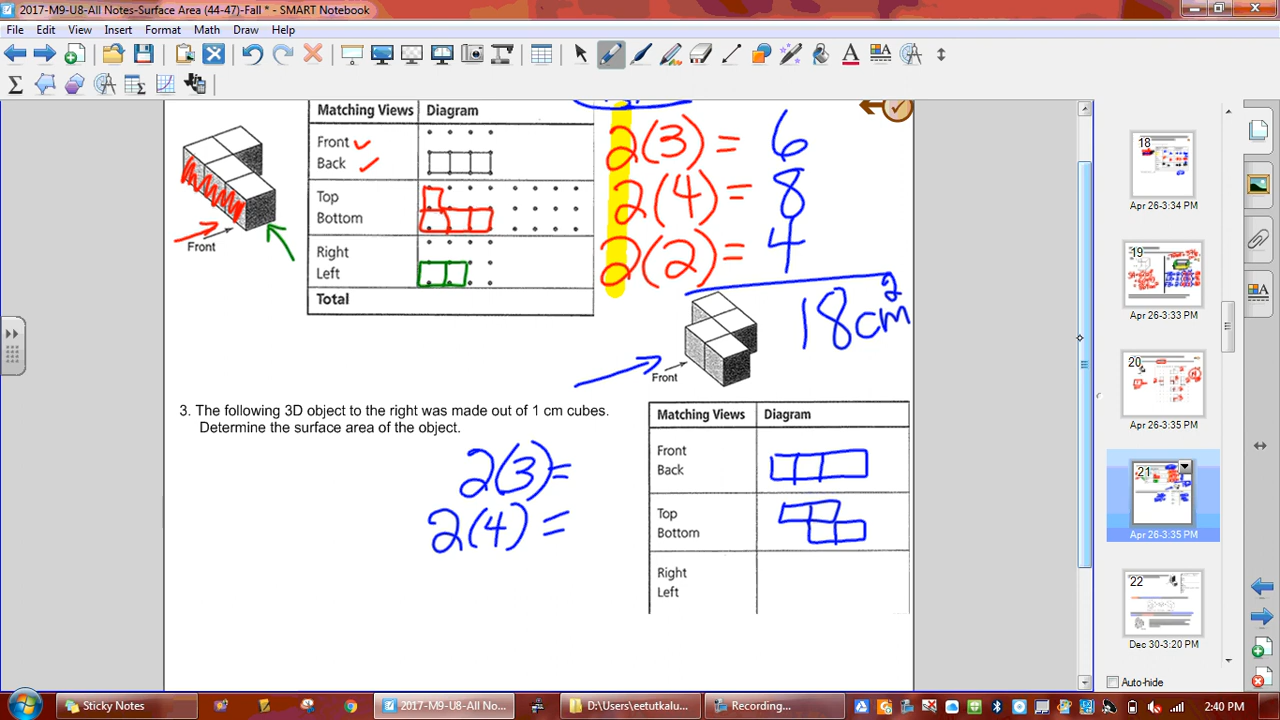 2017-M9-U8-All Notes-Surface Area (44-47)-Fall * - SMART Notebook
File Edit View Insert Format Math Draw Help
Matching Views Diagram
Front
Back
Top
Bottom
Right
Left
Total
Front
2(3) = 6
2(4) = 8
2(2) = 4
18cm²
Front
3. The following 3D object to the right was made out of 1 cm cubes.
Determine the surface area of the object.
2(3)=
2(4) =
Matching Views Diagram
Front
Back
Top
Bottom
Right
Left
18
Apr 26-3:34 PM
19
Apr 26-3:33 PM
20
Apr 26-3:35 PM
21
Apr 26-3:35 PM
22
Dec 30-3:20 PM
Auto-hide
Sticky Notes
2017-M9-U8-All No...
D:\Users\eetutkalu...
Recording...
2:40 PM